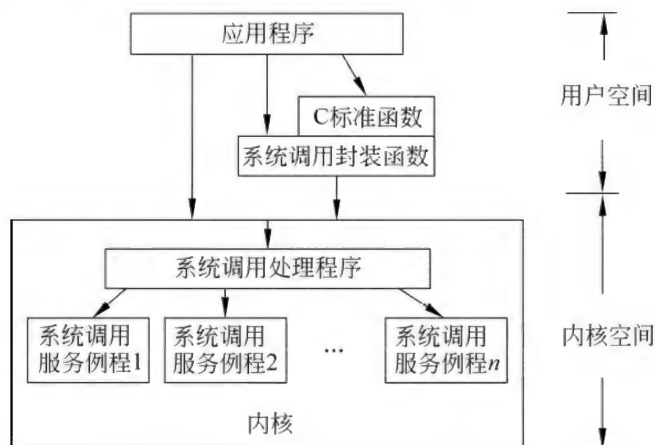 应用程序
C标准函数
系统调用封装函数
用户空间
系统调用处理程序
系统调用
服务例程1
系统调用
服务例程2
...
系统调用
服务例程n
内核空间
内核